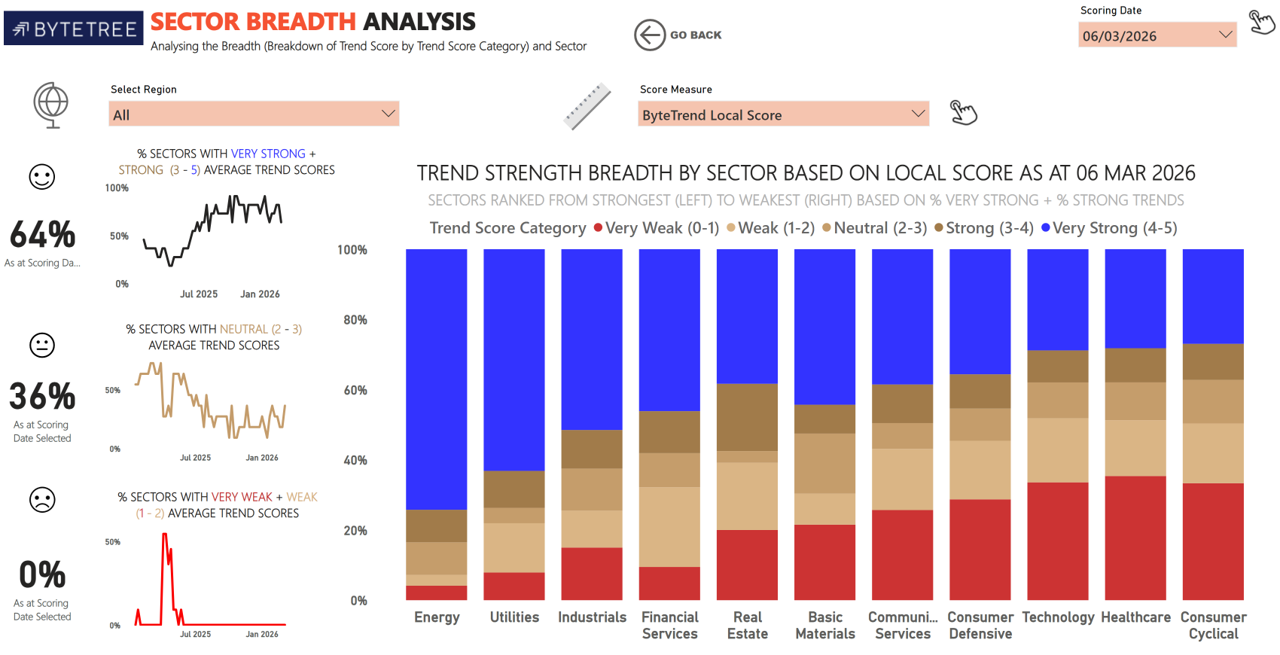 BYTETREE
SECTOR BREADTH ANALYSIS
Analysing the Breadth (Breakdown of Trend Score by Trend Score Category) and Sector
GO BACK
Scoring Date
06/03/2026
Select Region
All
Score Measure
ByteTrend Local Score
% SECTORS WITH VERY STRONG +
STRONG (3 - 5) AVERAGE TREND SCORES
100%
50%
0%
Jul 2025 Jan 2026
64%
As at Scoring Da...
% SECTORS WITH NEUTRAL (2 - 3)
AVERAGE TREND SCORES
50%
0%
Jul 2025 Jan 2026
36%
As at Scoring
Date Selected
% SECTORS WITH VERY WEAK + WEAK
(1 - 2) AVERAGE TREND SCORES
50%
0%
Jul 2025 Jan 2026
0%
As at Scoring
Date Selected
TREND STRENGTH BREADTH BY SECTOR BASED ON LOCAL SCORE AS AT 06 MAR 2026
SECTORS RANKED FROM STRONGEST (LEFT) TO WEAKEST (RIGHT) BASED ON % VERY STRONG + % STRONG TRENDS
Trend Score Category Very Weak (0-1) Weak (1-2) Neutral (2-3) Strong (3-4) Very Strong (4-5)
100%
80%
60%
40%
20%
0%
Energy
Utilities
Industrials
Financial
Services
Real
Estate
Basic
Materials
Communi...
Services
Consumer
Defensive
Technology
Healthcare
Consumer
Cyclical